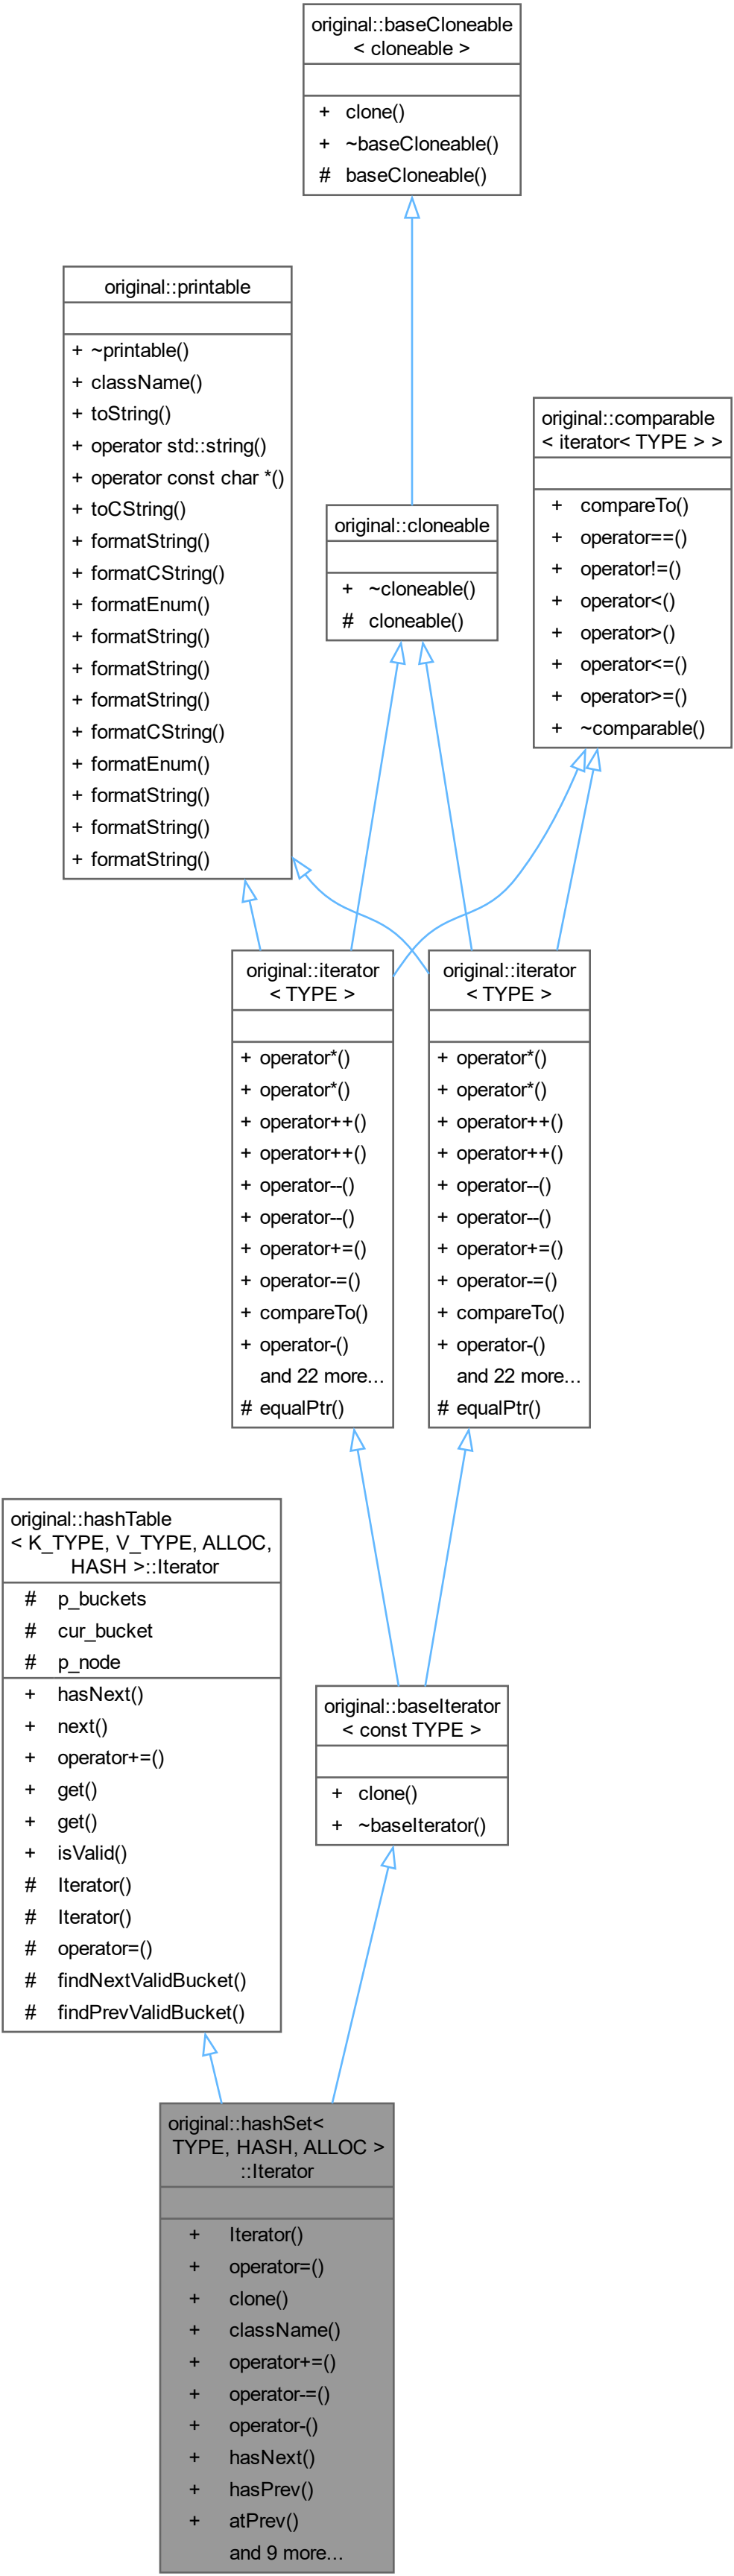 original::baseCloneable
< cloneable >
+ clone()
+ ~baseCloneable()
# baseCloneable()
original::printable
+ ~printable()
+ className()
+ toString()
+ operator std::string()
+ operator const char *()
+ toCString()
+ formatString()
+ formatCString()
+ formatEnum()
+ formatString()
+ formatString()
+ formatString()
+ formatCString()
+ formatEnum()
+ formatString()
+ formatString()
+ formatString()
original::comparable
< iterator< TYPE > >
+ compareTo()
+ operator==()
+ operator!=()
+ operator<()
+ operator>()
+ operator<=()
+ operator>=()
+ ~comparable()
original::cloneable
+ ~cloneable()
# cloneable()
original::iterator
< TYPE >
+ operator*()
+ operator*()
+ operator++()
+ operator++()
+ operator--()
+ operator--()
+ operator+=()
+ operator-=()
+ compareTo()
+ operator-()
and 22 more...
# equalPtr()
original::iterator
< TYPE >
+ operator*()
+ operator*()
+ operator++()
+ operator++()
+ operator--()
+ operator--()
+ operator+=()
+ operator-=()
+ compareTo()
+ operator-()
and 22 more...
# equalPtr()
original::hashTable
< K_TYPE, V_TYPE, ALLOC,
HASH >::Iterator
# p_buckets
# cur_bucket
# p_node
+ hasNext()
+ next()
+ operator+=()
+ get()
+ get()
+ isValid()
# Iterator()
# Iterator()
# operator=()
# findNextValidBucket()
# findPrevValidBucket()
original::baseIterator
< const TYPE >
+ clone()
+ ~baseIterator()
original::hashSet<
TYPE, HASH, ALLOC >
::Iterator
+ Iterator()
+ operator=()
+ clone()
+ className()
+ operator+=()
+ operator-=()
+ operator-()
+ hasNext()
+ hasPrev()
+ atPrev()
and 9 more...